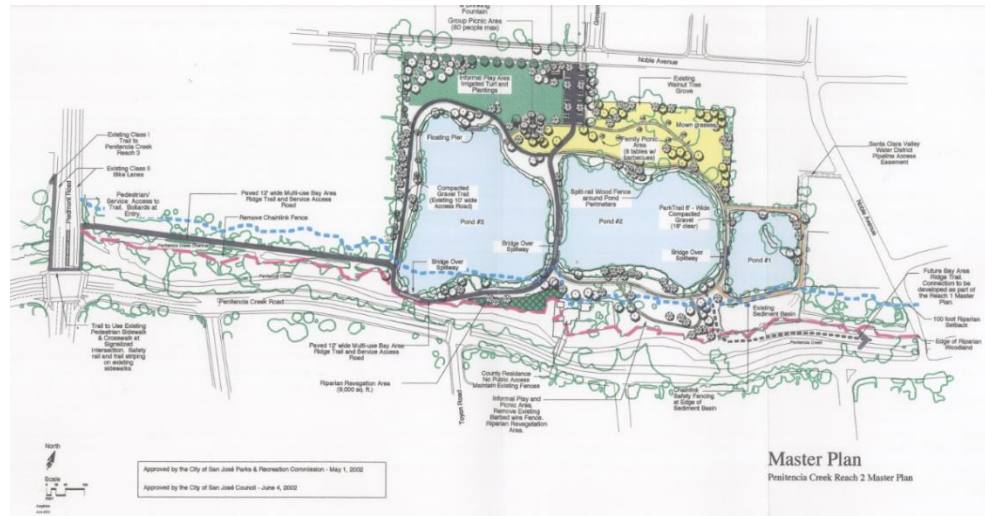 Fountain
Group Picnic Area
(80 people max)
Noble Avenue
Existing
Walnut Tree
Grove
Informal Play Area
Irrigated Turf and
Plantings
Mown grasses
Existing Class I
Trail to
Penitencia Creek
Reach 3
Existing Class II
Bike Lanes
Floating Pier
Family Picnic
Area
(8 tables w/
barbecues)
Santa Clara Valley
Water District
Pipeline Access
Easement
Piedmont Road
Pedestrian/
Service Access to
Trail. Bollards at
Entry.
Paved 12' wide Multi-use Bay Area
Ridge Trail and Service Access
Road
Remove Chainlink Fence
Compacted
Gravel Trail
(Existing 10' wide
Access Road)
Pond #3
Split-rail Wood Fence
around Pond
Perimeters
Pond #2
Park Trail 6' - Wide
Compacted
Gravel
(18" clear)
Noble Avenue
Bridge Over
Spillway
Bridge Over
Spillway
Bridge Over
Spillway
Pond #1
Penitencia Creek Road
Existing
Sediment Basin
Future Bay Area
Ridge Trail.
Connection to be
developed as part of
the Reach 1 Master
Plan.
100 foot Riparian
Setback
Edge of Riparian
Woodland
Penitencia Creek
Trail to Use Existing
Pedestrian Sidewalk
& Crosswalk at
Signalized
Intersection. Safety
rail and trail striping
on existing
sidewalks
Paved 12' wide Multi-use Bay Area
Ridge Trail and Service Access
Road
Riparian Revegetation Area
(9,000 sq. ft.)
Toyon Road
County Residence
No Public Access
Maintain Existing Fences
Informal Play and
Picnic Area,
Remove Existing
Barbed wire Fence.
Riparian Revegetation
Area.
Chainlink
Safety Fencing
at Edge of
Sediment Basin
North
Scale
Approved by the City of San José Parks & Recreation Commission - May 1, 2002
Approved by the City of San José Council - June 4, 2002
Master Plan
Penitencia Creek Reach 2 Master Plan